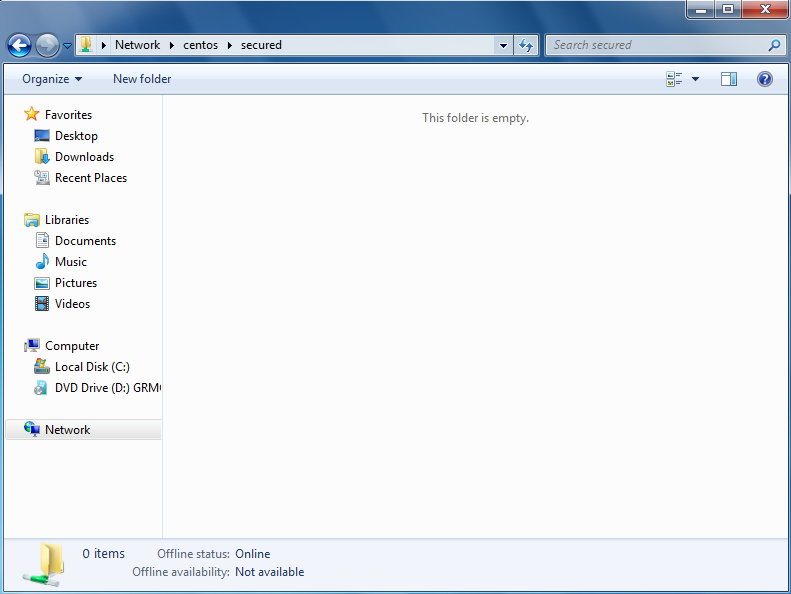 Network centos secured Search secured
Organize New folder
This folder is empty.
Favorites
Desktop
Downloads
Recent Places
Libraries
Documents
Music
Pictures
Videos
Computer
Local Disk (C:)
DVD Drive (D:) GRM
Network
0 items Offline status: Online
Offline availability: Not available